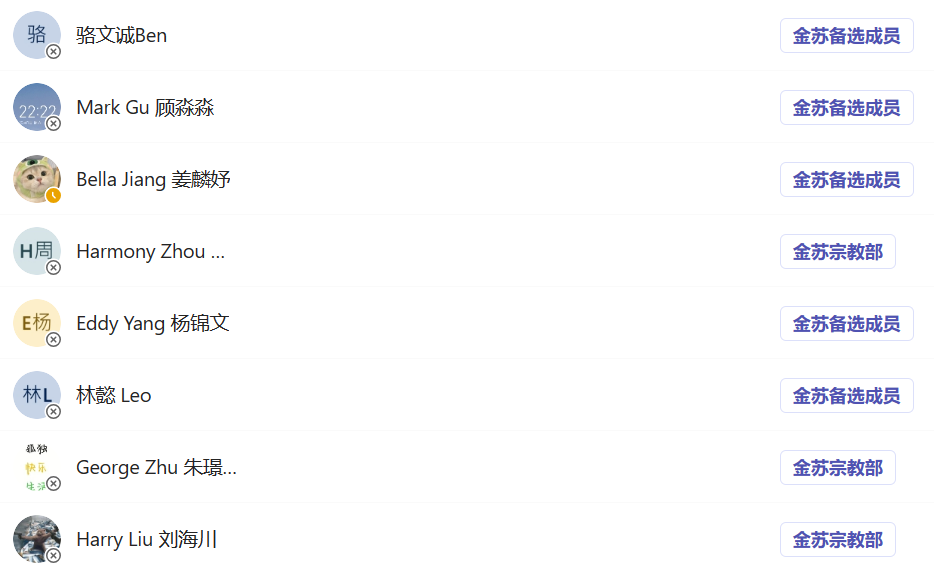 骆
骆文诚Ben
金苏备选成员
22:22
Mark Gu 顾淼淼
金苏备选成员
Bella Jiang 姜麟妤
金苏备选成员
H周
Harmony Zhou ...
金苏宗教部
E杨
Eddy Yang 杨锦文
金苏备选成员
林L
林懿 Leo
金苏备选成员
孤独
快乐
生活
George Zhu 朱璟...
金苏宗教部
Harry Liu 刘海川
金苏宗教部